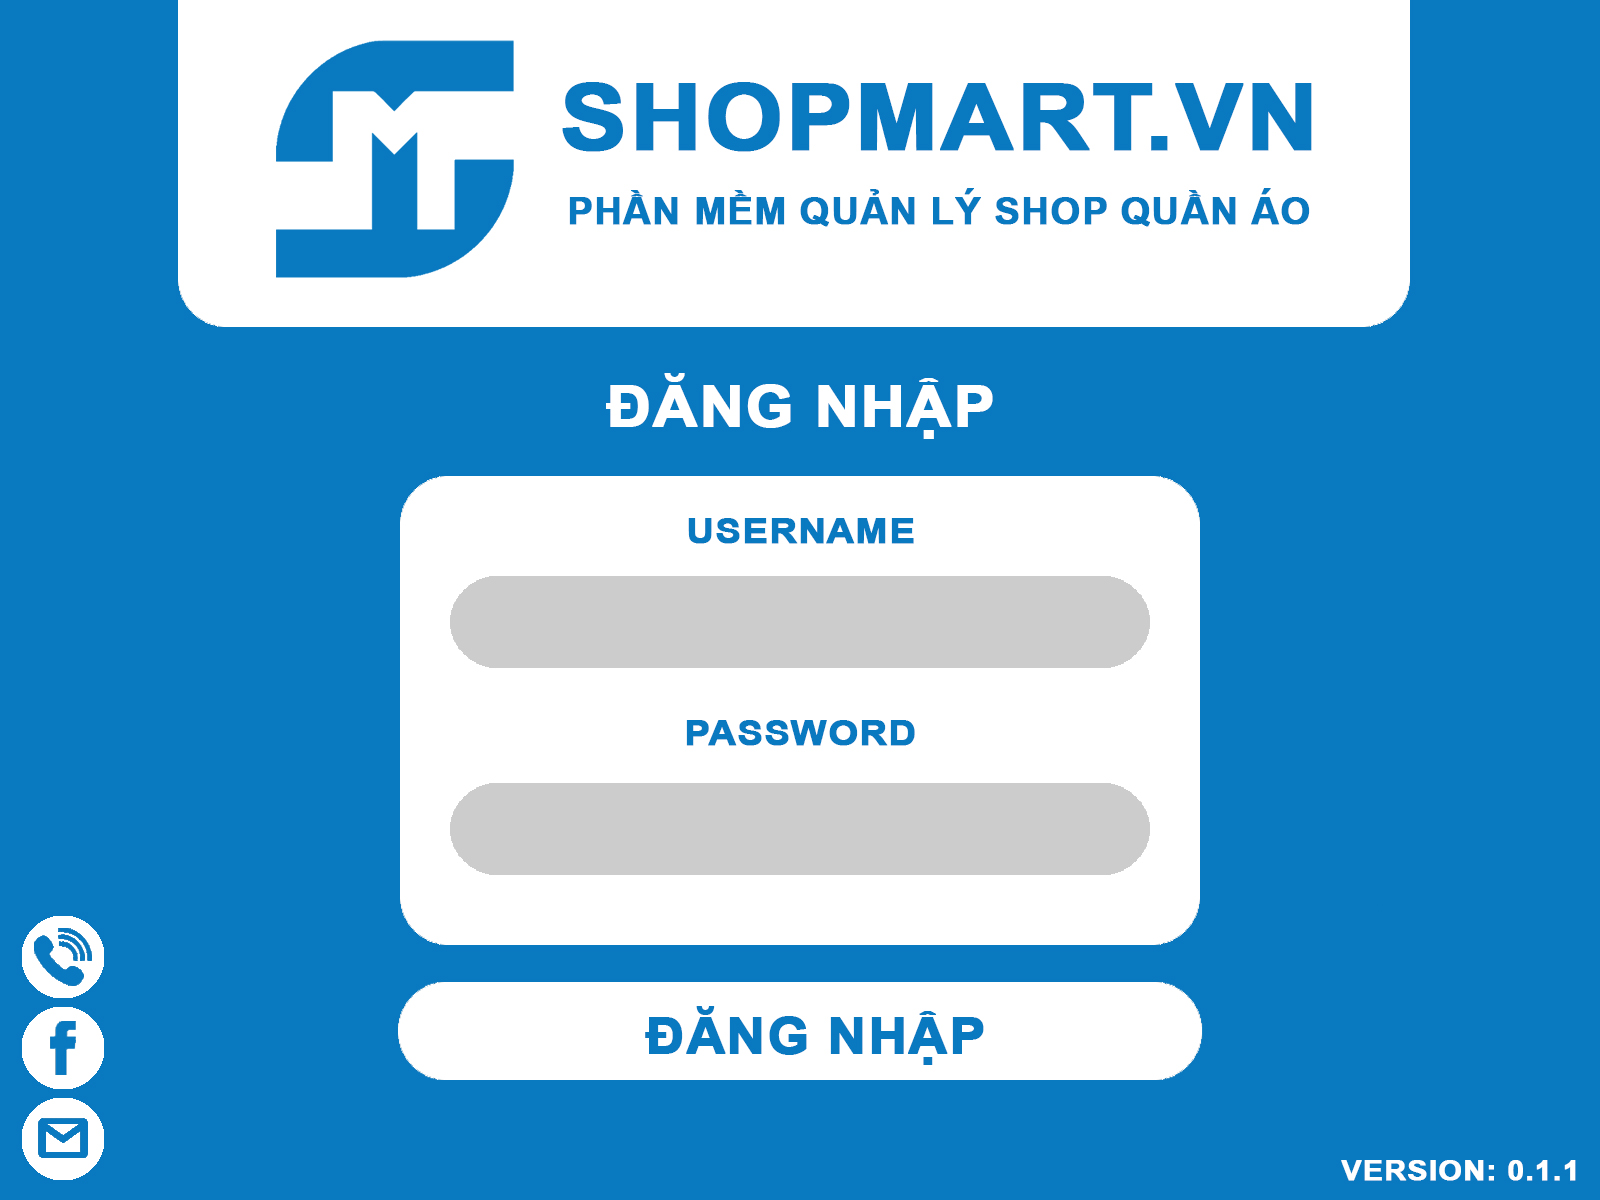 SMT
SHOPMART.VN
PHẦN MỀM QUẢN LÝ SHOP QUẦN ÁO
ĐĂNG NHẬP
USERNAME
PASSWORD
ĐĂNG NHẬP
VERSION: 0.1.1